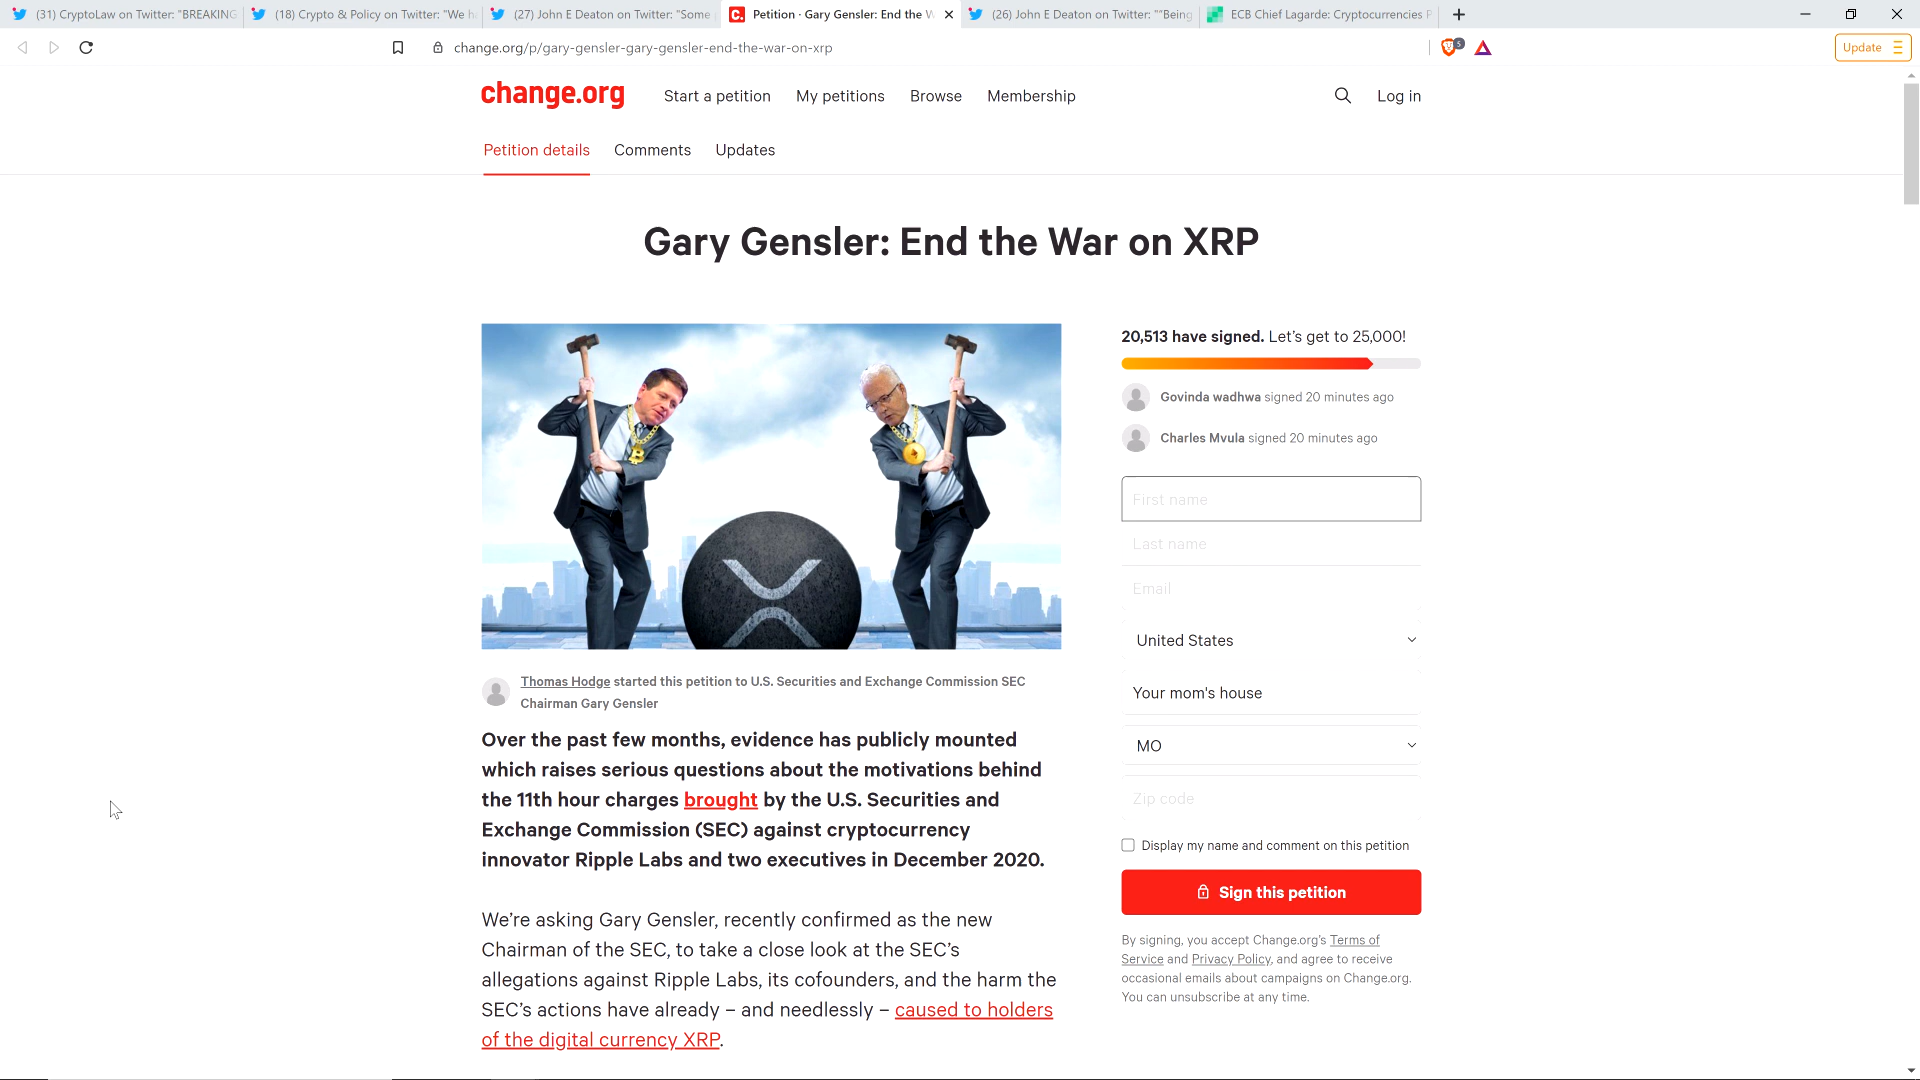 (31) CryptoLaw on Twitter: "BREAKING
(18) Crypto & Policy on Twitter: "We h
(27) John E Deaton on Twitter: "Some
Petition · Gary Gensler: End the W
(26) John E Deaton on Twitter: ""Being
ECB Chief Lagarde: Cryptocurrencies P
change.org/p/gary-gensler-gary-gensler-end-the-war-on-xrp
5
Update
change.org
Start a petition
My petitions
Browse
Membership
Log in
Petition details
Comments
Updates
Gary Gensler: End the War on XRP
20,513 have signed. Let's get to 25,000!
Govinda wadhwa signed 20 minutes ago
Charles Mvula signed 20 minutes ago
First name
Last name
Email
United States
Your mom's house
MO
Zip code
Display my name and comment on this petition
Sign this petition
By signing, you accept Change.org's Terms of
Service and Privacy Policy, and agree to receive
occasional emails about campaigns on Change.org.
You can unsubscribe at any time.
Thomas Hodge started this petition to U.S. Securities and Exchange Commission SEC
Chairman Gary Gensler
Over the past few months, evidence has publicly mounted
which raises serious questions about the motivations behind
the 11th hour charges brought by the U.S. Securities and
Exchange Commission (SEC) against cryptocurrency
innovator Ripple Labs and two executives in December 2020.
We're asking Gary Gensler, recently confirmed as the new
Chairman of the SEC, to take a close look at the SEC's
allegations against Ripple Labs, its cofounders, and the harm the
SEC's actions have already – and needlessly – caused to holders
of the digital currency XRP.